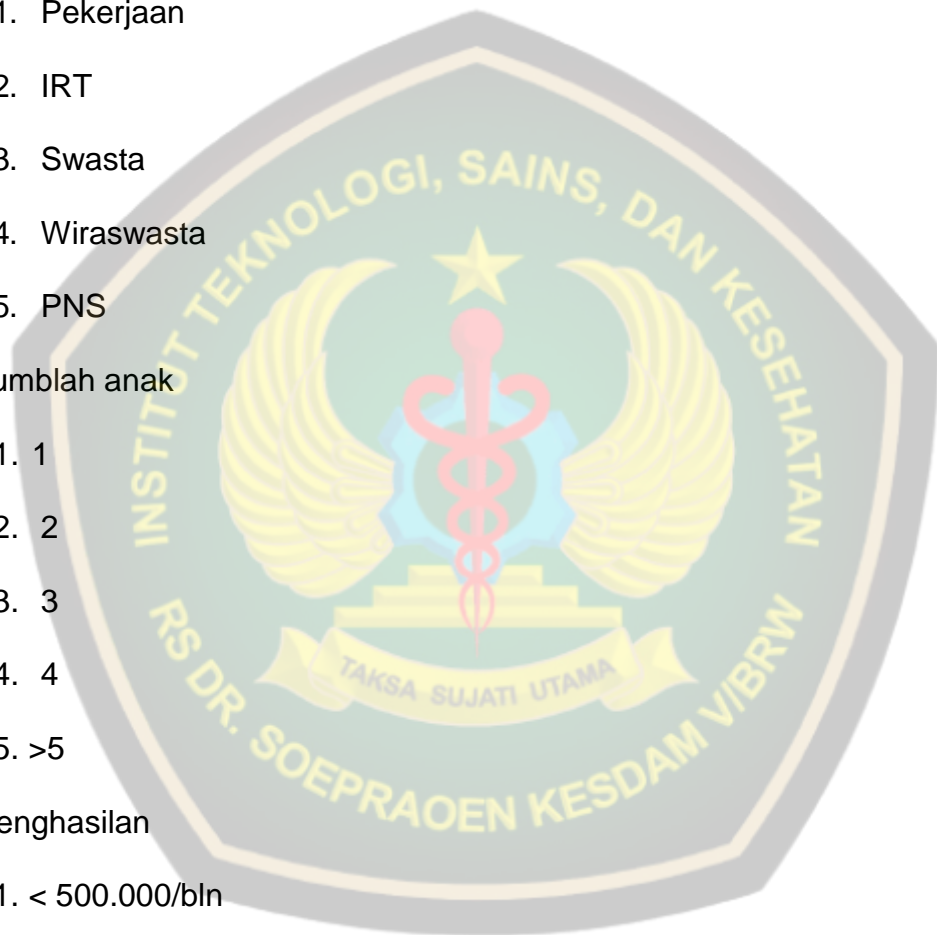 1. Pekerjaan
2. IRT
3. Swasta
4. Wiraswasta
5. PNS
umblah anak
1. 1
2. 2
3. 3
4. 4
5. >5
enghasilan
1. < 500.000/bln
INSTITUT TEKNOLOGI, SAINS, DAN KESEHATAN
TAKSA SUJATI UTAMA
RS DR. SOEPRAOEN KESDAM V/BRW